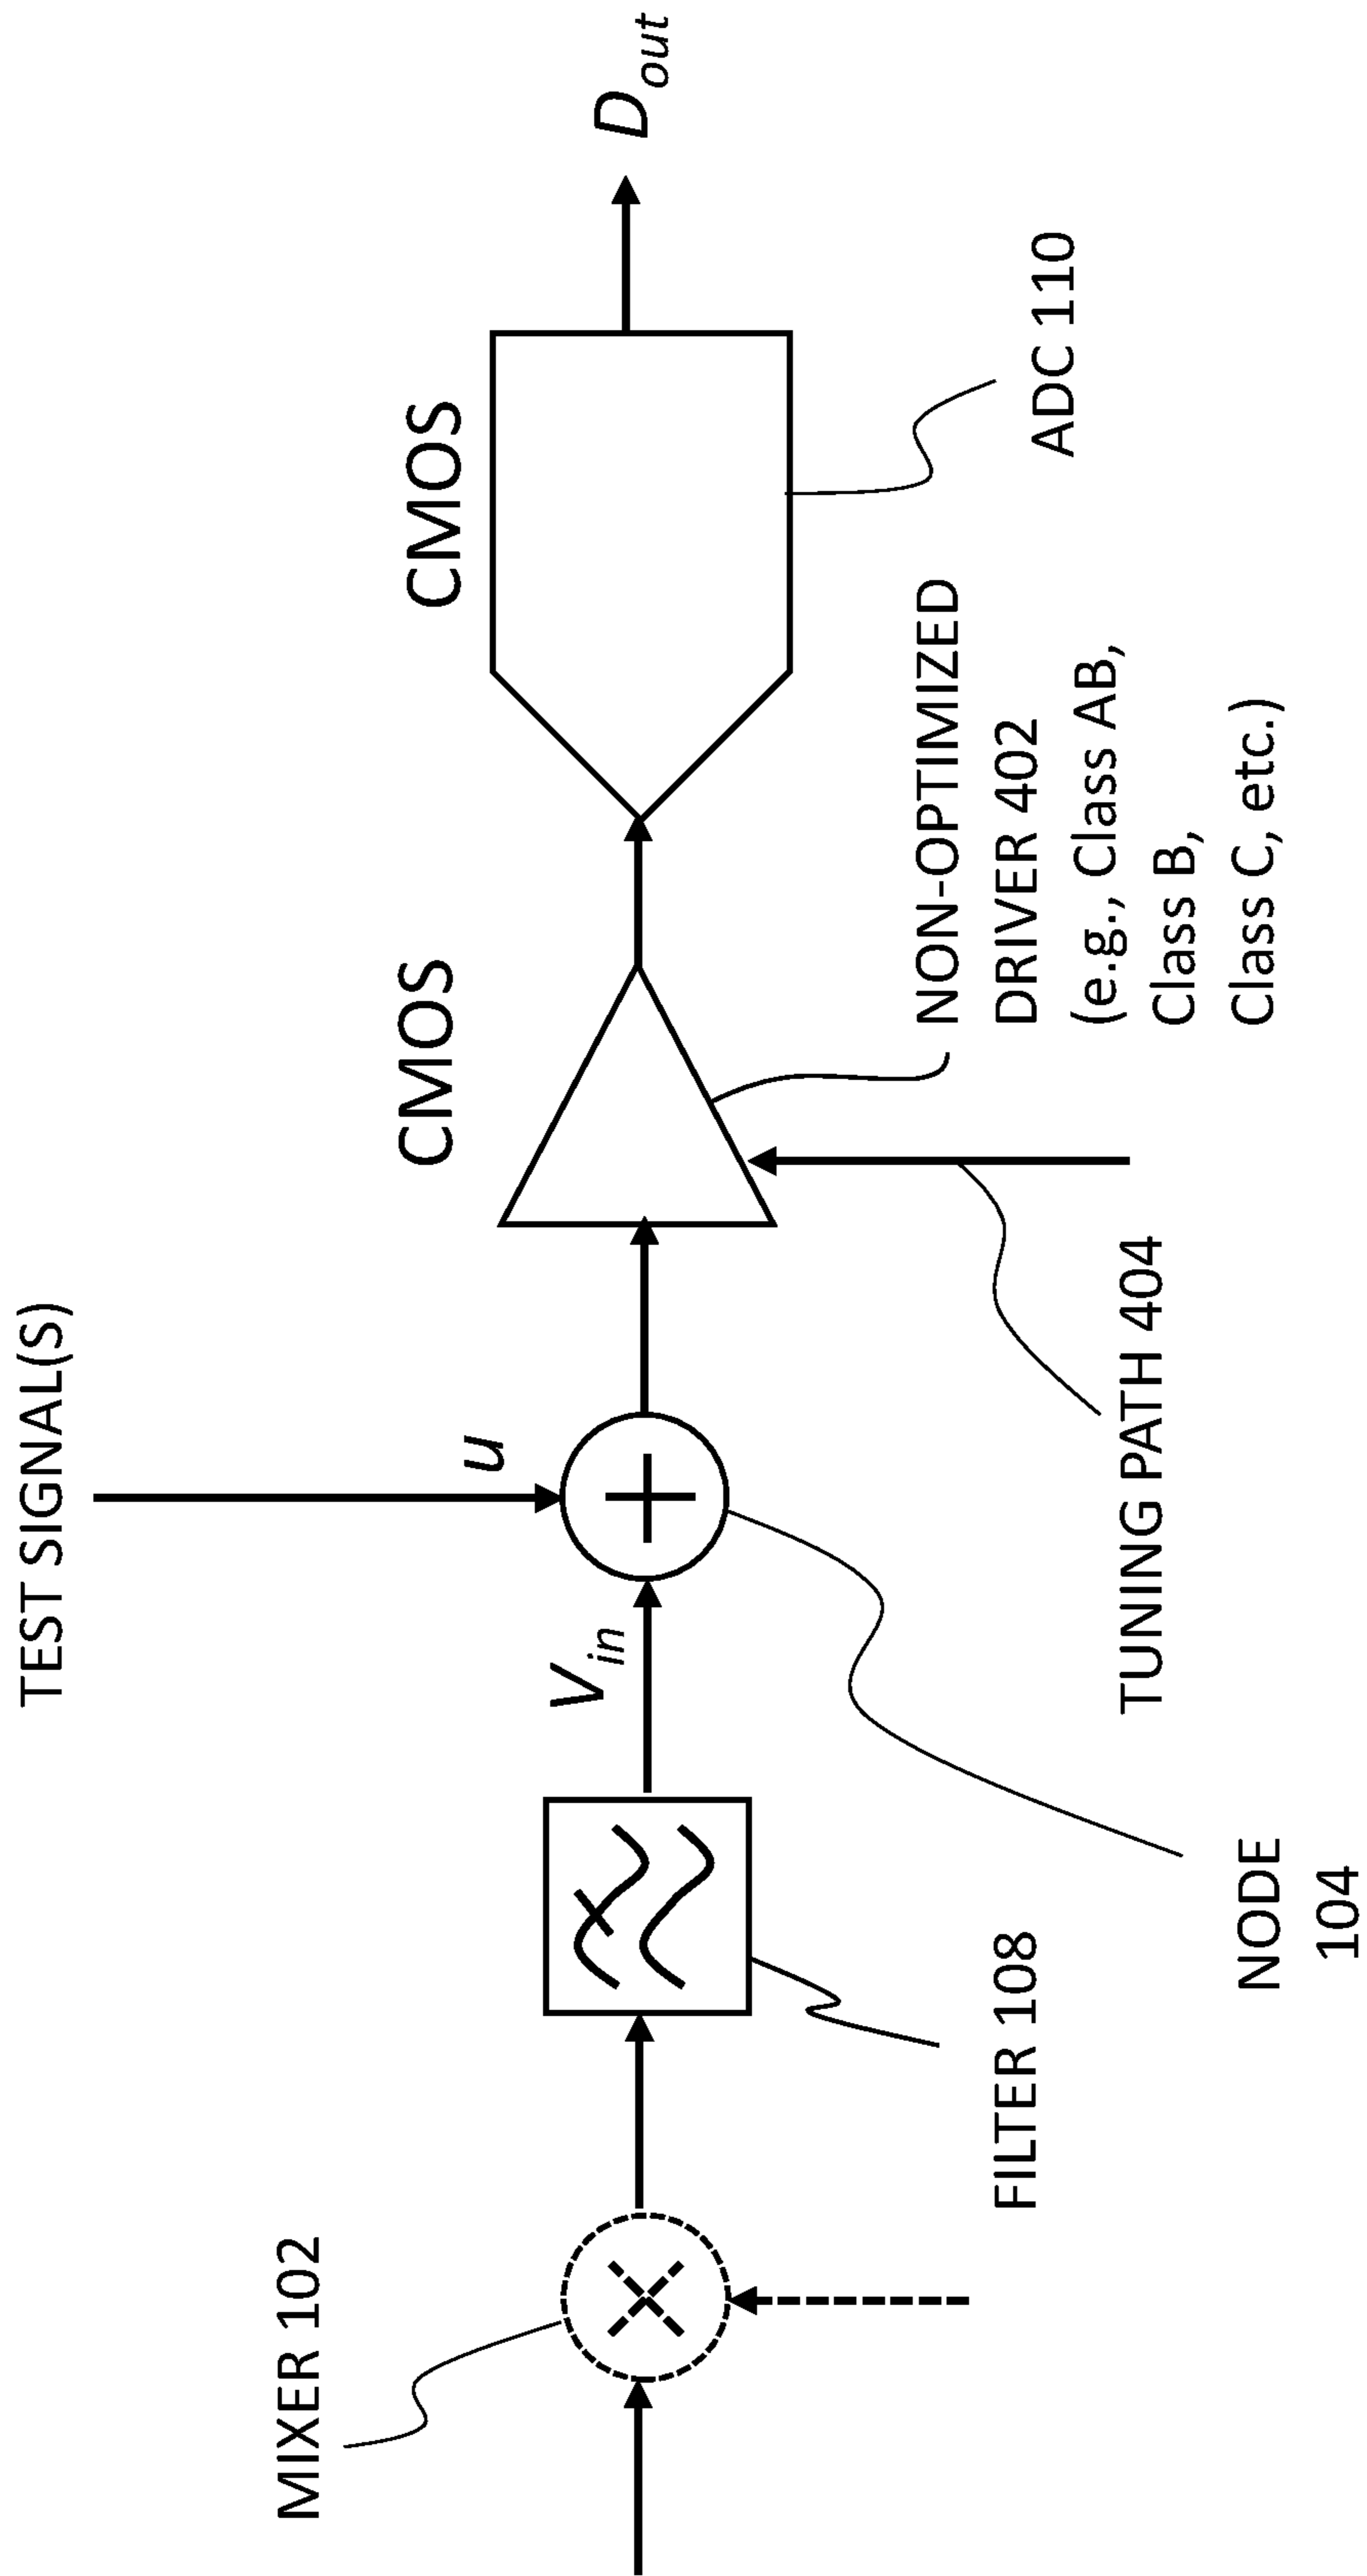 TEST SIGNAL(S)
MIXER 102
V_in
u
CMOS
CMOS
D_out
FILTER 108
NODE
104
TUNING PATH 404
NON-OPTIMIZED
DRIVER 402
(e.g., Class AB,
Class B,
Class C, etc.)
ADC 110